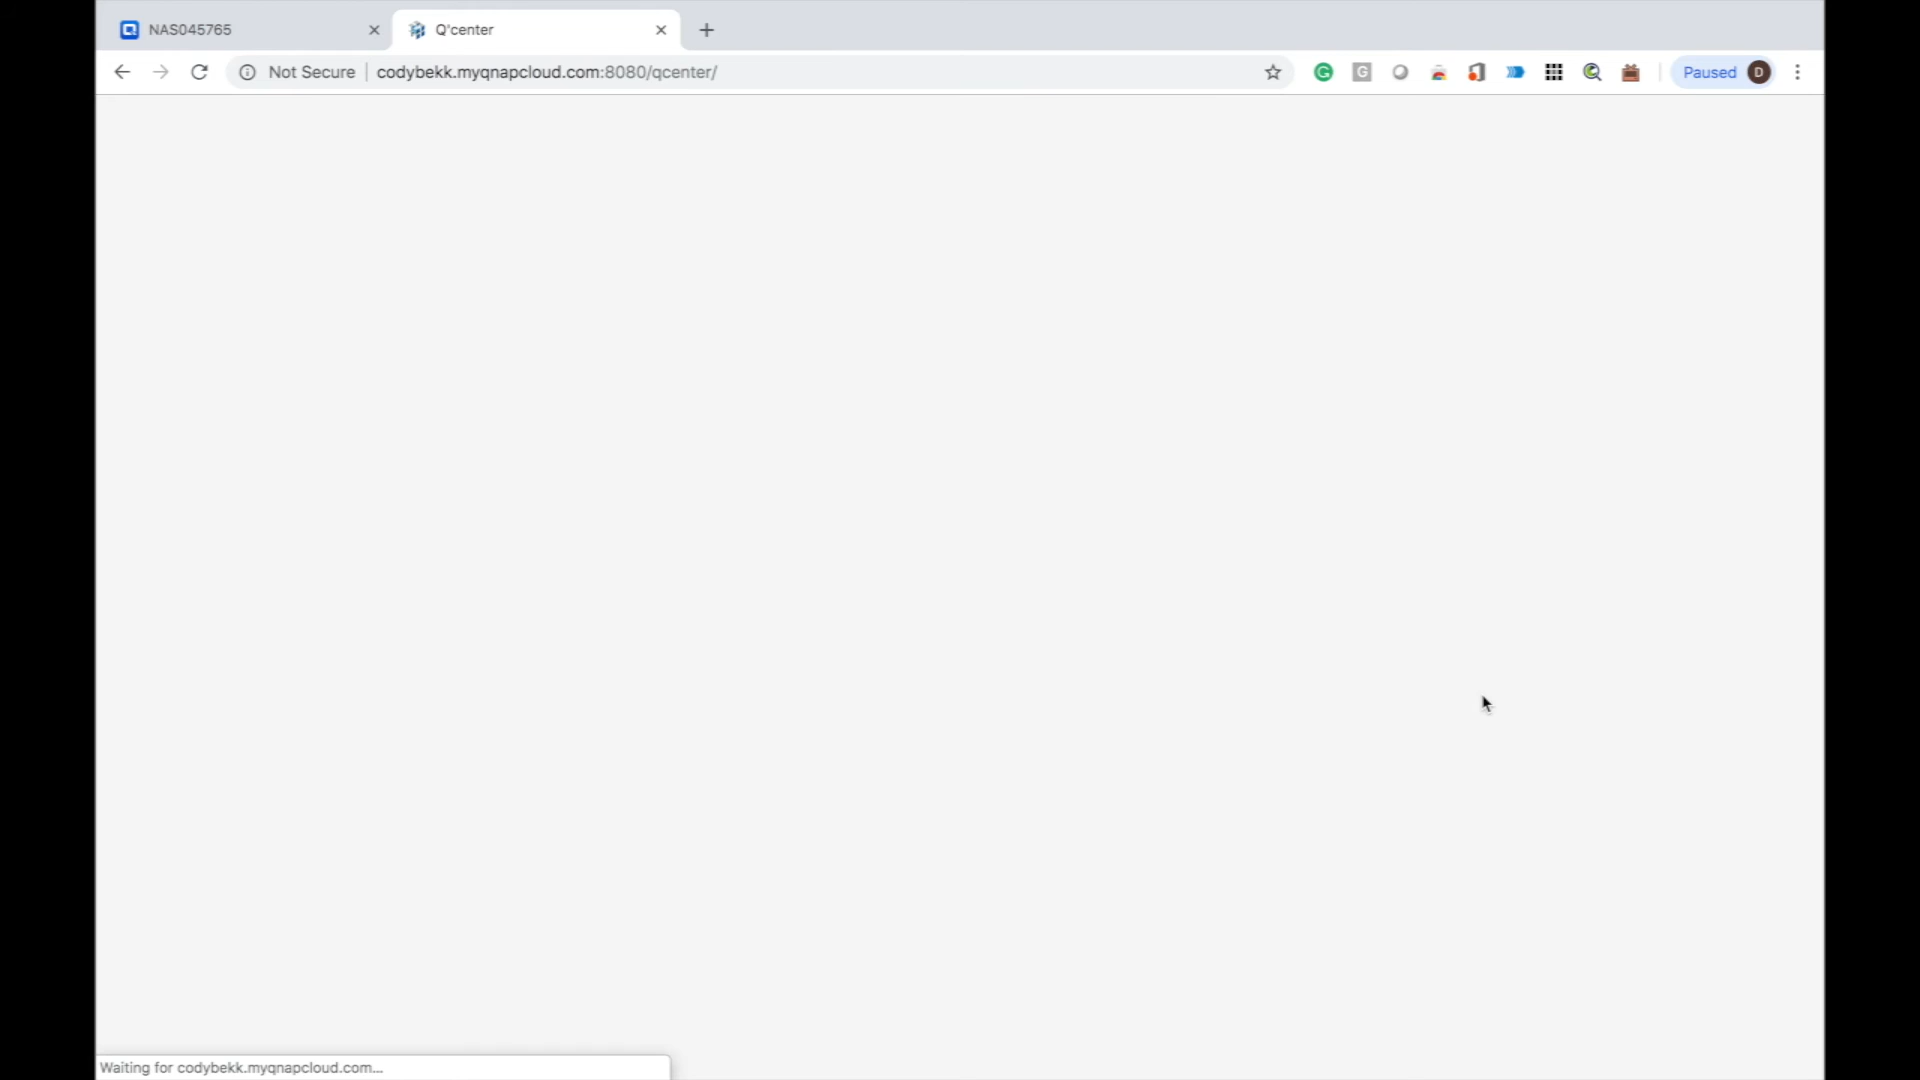 NAS045765
Q'center
Not Secure
codybekk.myqnapcloud.com:8080/qcenter/
Paused
D
Waiting for codybekk.myqnapcloud.com...